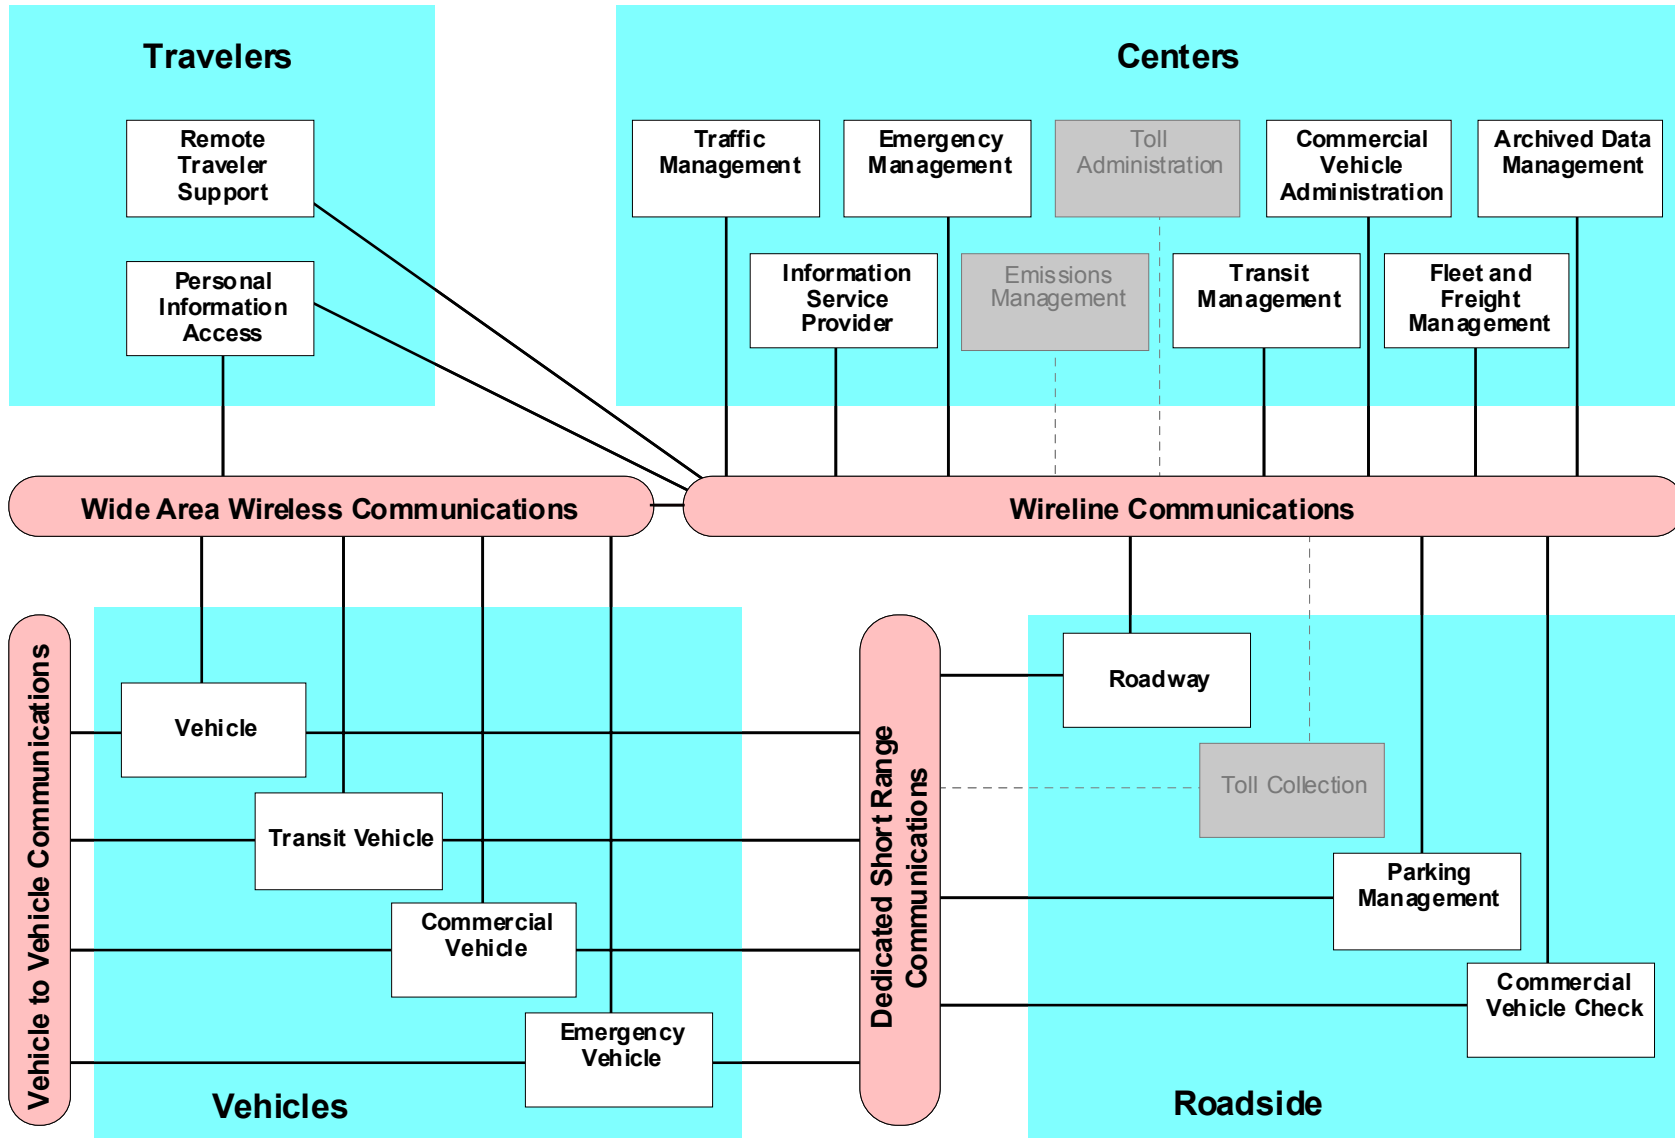 Travelers
Remote
Traveler
Support
Personal
Information
Access
Centers
Traffic
Management
Emergency
Management
Toll
Administration
Commercial
Vehicle
Administration
Archived Data
Management
Information
Service
Provider
Emissions
Management
Transit
Management
Fleet and
Freight
Management
Wide Area Wireless Communications
Wireline Communications
Vehicle to Vehicle Communications
Vehicle
Transit Vehicle
Commercial
Vehicle
Emergency
Vehicle
Vehicles
Dedicated Short Range
Communications
Roadway
Toll Collection
Parking
Management
Commercial
Vehicle Check
Roadside